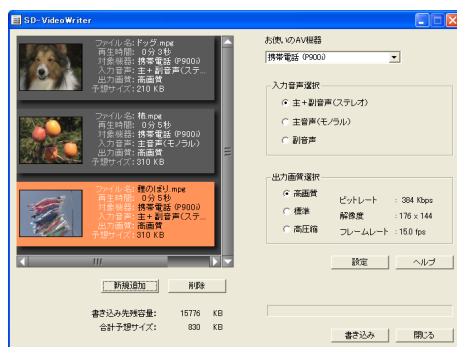 SD-VideoWriter
ファイル名:ドッグ.mpg
再生時間: 0分3秒
対象機器:携帯電話 (P900i)
入力音声:主+副音声(ステ...
出力画質:高画質
予想サイズ:210 KB
ファイル名:柿.mpg
再生時間: 0分5秒
対象機器:携帯電話 (P900i)
入力音声:主音声(モノラル)
出力画質:高画質
予想サイズ:310 KB
ファイル名:鯉のぼり.mpg
再生時間: 0分5秒
対象機器:携帯電話 (P900i)
入力音声:主+副音声(ステ...
出力画質:高画質
予想サイズ:310 KB
新規追加 削除
書き込み先残容量: 15776 KB
合計予想サイズ: 830 KB
お使いのAV機器
携帯電話(P900i)
入力音声選択
主+副音声(ステレオ)
主音声(モノラル)
副音声
出力画質選択
高画質
標準
高圧縮
ビットレート : 384 Kbps
解像度 : 176 x 144
フレームレート : 15.0 fps
設定 ヘルプ
書き込み 閉じる